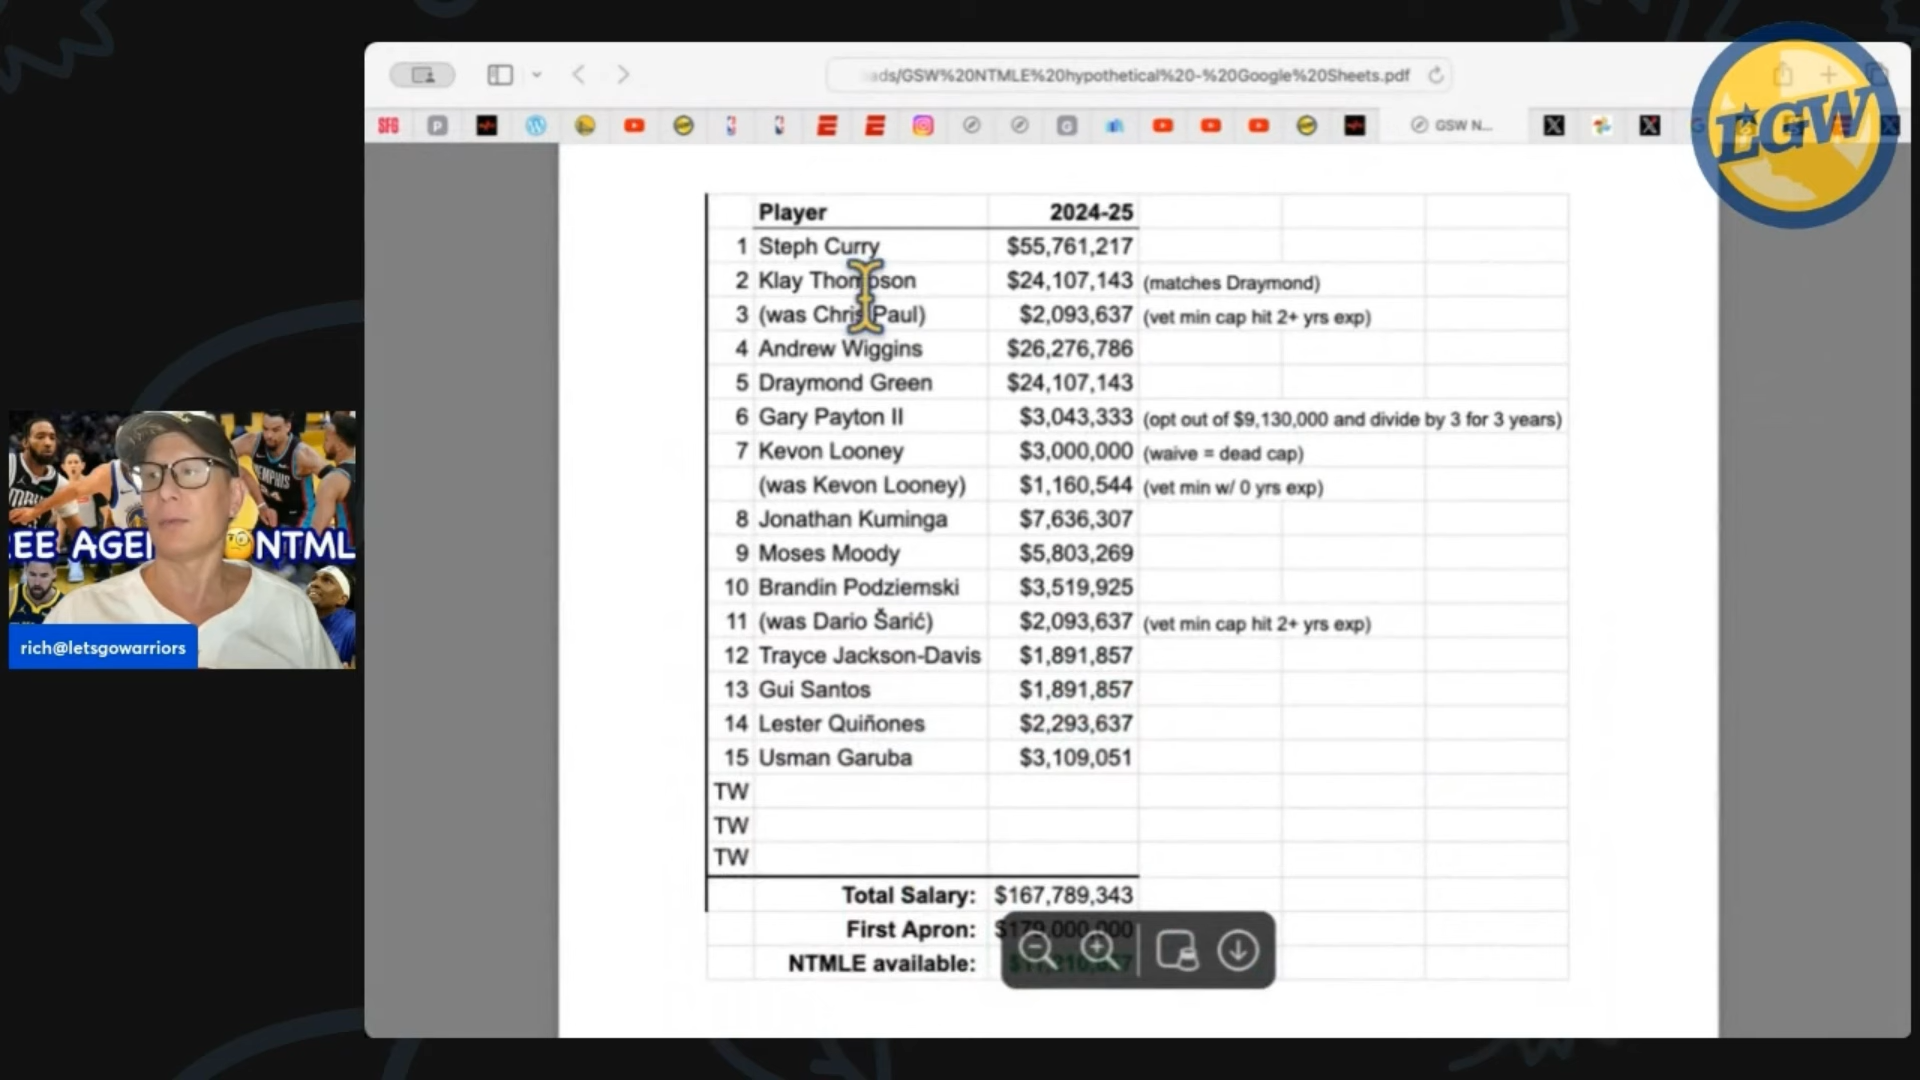 ads/GSW%20NTMLE%20hypothetical%20-%20Google%20Sheets.pdf
SFG
GSW N...
LGW
Player 2024-25
1 Steph Curry $55,761,217
2 Klay Thompson $24,107,143 (matches Draymond)
3 (was Chris Paul) $2,093,637 (vet min cap hit 2+ yrs exp)
4 Andrew Wiggins $26,276,786
5 Draymond Green $24,107,143
6 Gary Payton II $3,043,333 (opt out of $9,130,000 and divide by 3 for 3 years)
7 Kevon Looney $3,000,000 (waive = dead cap)
(was Kevon Looney) $1,160,544 (vet min w/ 0 yrs exp)
8 Jonathan Kuminga $7,636,307
9 Moses Moody $5,803,269
10 Brandin Podziemski $3,519,925
11 (was Dario Šarić) $2,093,637 (vet min cap hit 2+ yrs exp)
12 Trayce Jackson-Davis $1,891,857
13 Gui Santos $1,891,857
14 Lester Quiñones $2,293,637
15 Usman Garuba $3,109,051
TW
TW
TW
Total Salary: $167,789,343
First Apron: $179,000,000
NTMLE available:
MEMPHIS
EE AGE NTML
rich@letsgowarriors